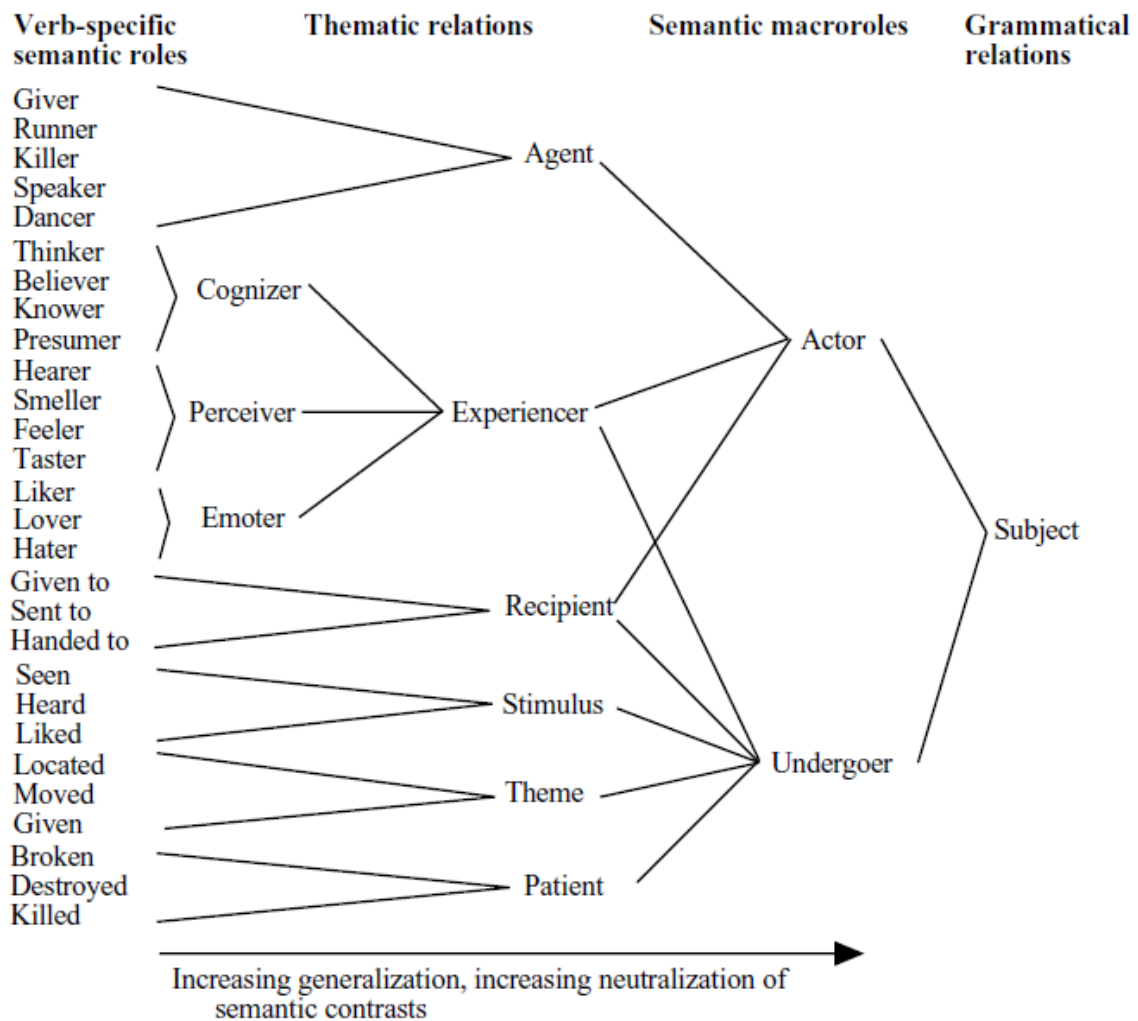 Verb-specific
semantic roles
Thematic relations
Semantic macroroles
Grammatical
relations
Giver
Runner
Killer
Speaker
Dancer
Agent
Thinker
Believer
Knower
Presumer
Cognizer
Actor
Hearer
Smeller
Feeler
Taster
Perceiver
Experiencer
Liker
Lover
Hater
Emoter
Subject
Given to
Sent to
Handed to
Recipient
Seen
Heard
Liked
Stimulus
Located
Moved
Given
Theme
Undergoer
Broken
Destroyed
Killed
Patient
Increasing generalization, increasing neutralization of
semantic contrasts